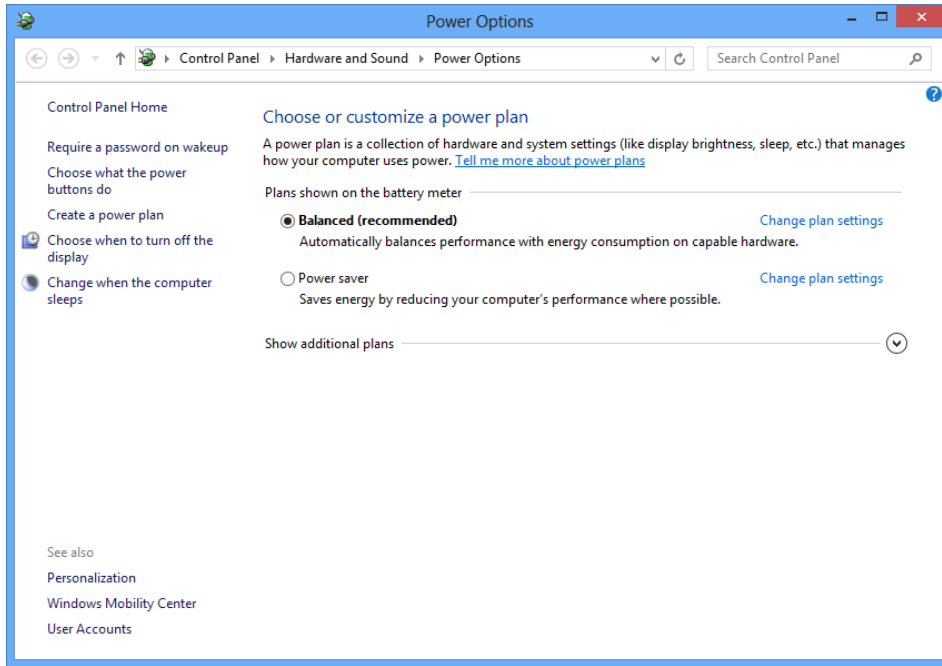 Power Options
Control Panel Hardware and Sound Power Options
Search Control Panel
Control Panel Home
Require a password on wakeup
Choose what the power
buttons do
Create a power plan
Choose when to turn off the
display
Change when the computer
sleeps
See also
Personalization
Windows Mobility Center
User Accounts
Choose or customize a power plan
A power plan is a collection of hardware and system settings (like display brightness, sleep, etc.) that manages
how your computer uses power. Tell me more about power plans
Plans shown on the battery meter
Balanced (recommended) Change plan settings
Automatically balances performance with energy consumption on capable hardware.
Power saver Change plan settings
Saves energy by reducing your computer's performance where possible.
Show additional plans